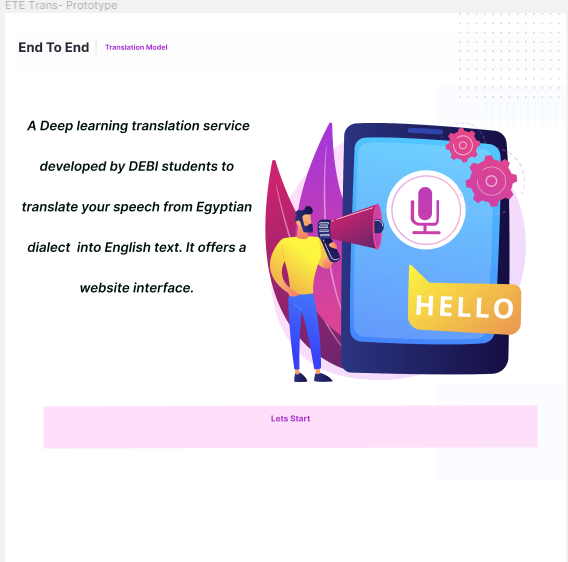 ETE Trans- Prototype
End To End
Translation Model
A Deep learning translation service
developed by DEBI students to
translate your speech from Egyptian
dialect  into English text. It offers a
website interface.
HELLO
Lets Start